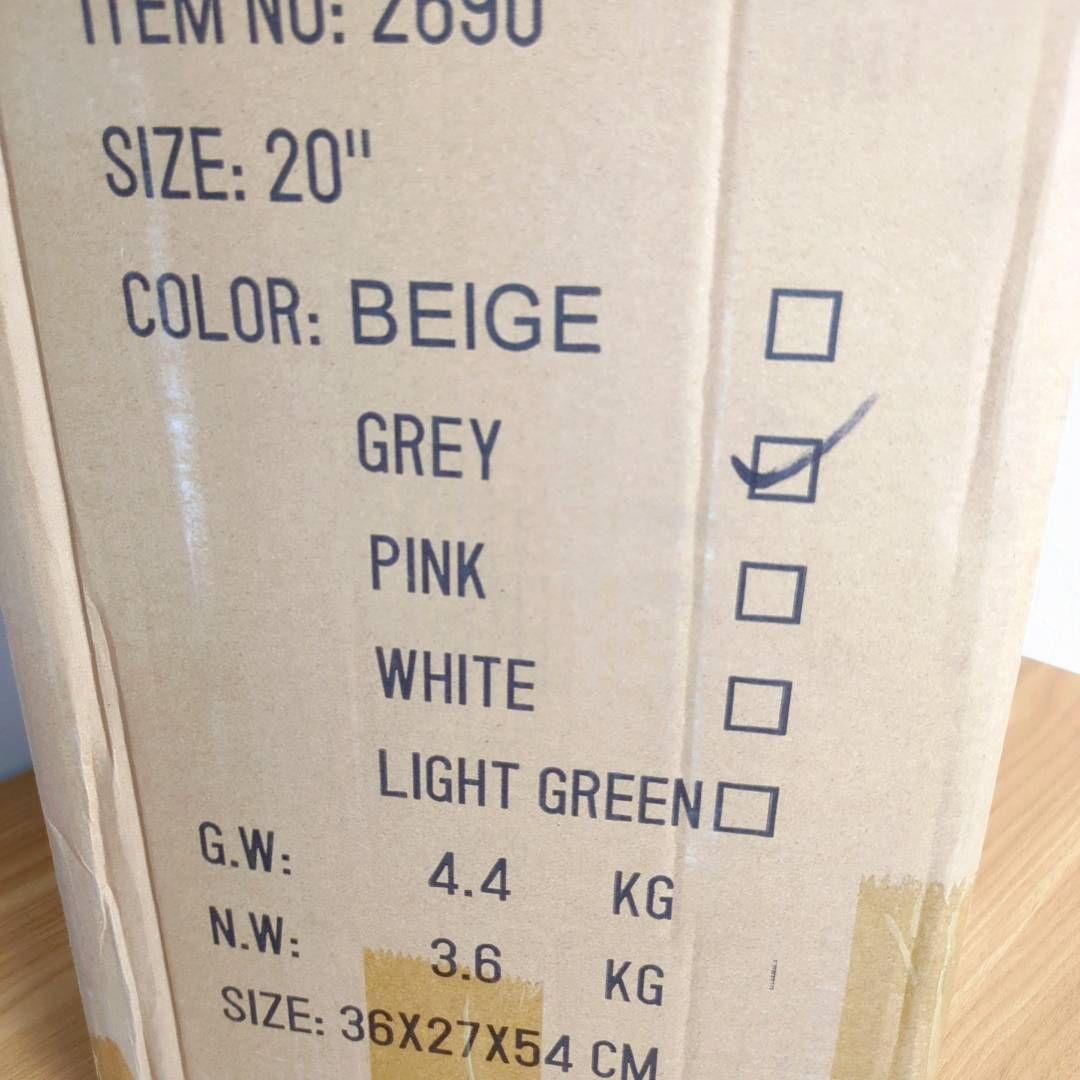 ITEM NO: 2690
SIZE: 20"
COLOR: BEIGE
GREY
PINK
WHITE
LIGHT GREEN
G.W: 4.4 KG
N.W: 3.6 KG
SIZE: 36X27X54 CM